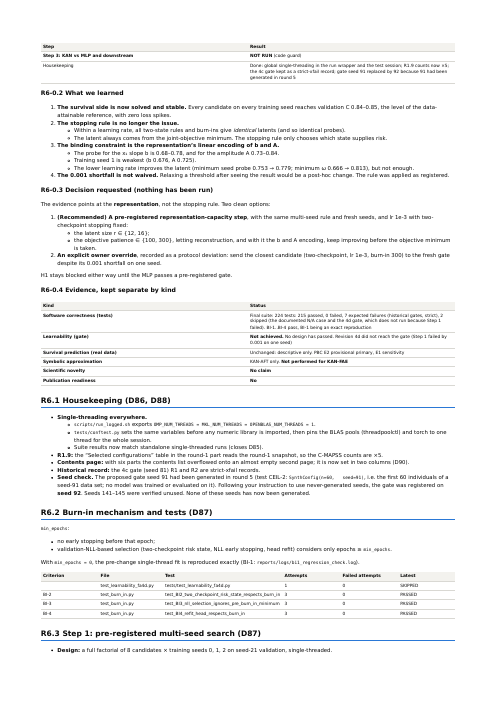 Step Result
Step 3: KAN vs MLP and downstream NOT RUN (code guard)
Housekeeping Done: global single-threading in the run wrapper and the test session; R1.9 counts now ×5;
the 4c gate kept as a strict-xfail record; gate seed 91 replaced by 92 because 91 had been
generated in round 5
R6-0.2 What we learned
1. The survival side is now solved and stable. Every candidate on every training seed reaches validation C 0.84–0.85, the level of the data-
attainable reference, with zero loss spikes.
2. The stopping rule is no longer the issue.
Within a learning rate, all two-state rules and burn-ins give identical latents (and so identical probes).
The latent always comes from the joint-objective minimum. The stopping rule only chooses which state supplies risk.
3. The binding constraint is the representation's linear encoding of b and A.
The probe for the x₁ slope b is 0.68–0.78, and for the amplitude A 0.73–0.84.
Training seed 1 is weakest (b 0.676, A 0.725).
The lower learning rate improves the latent (minimum seed probe 0.753 → 0.779; minimum ω 0.666 → 0.813), but not enough.
4. The 0.001 shortfall is not waived. Relaxing a threshold after seeing the result would be a post-hoc change. The rule was applied as registered.
R6-0.3 Decision requested (nothing has been run)
The evidence points at the representation, not the stopping rule. Two clean options:
1. (Recommended) A pre-registered representation-capacity step, with the same multi-seed rule and fresh seeds, and lr 1e-3 with two-
checkpoint stopping fixed:
the latent size r ∈ {12, 16};
the objective patience ∈ {100, 300}, letting reconstruction, and with it the b and A encoding, keep improving before the objective minimum
is taken.
2. An explicit owner override, recorded as a protocol deviation: send the closest candidate (two-checkpoint, lr 1e-3, burn-in 300) to the fresh gate
despite its 0.001 shortfall on one seed.
H1 stays blocked either way until the MLP passes a pre-registered gate.
R6-0.4 Evidence, kept separate by kind
Kind Status
Software correctness (tests) Final suite: 224 tests: 215 passed, 0 failed, 7 expected failures (historical gates, strict), 2
skipped (the documented N/A case and the 4d gate, which does not run because Step 1
failed). BI-1, BI-4 pass, BI-1 being an exact reproduction
Learnability (gate) Not achieved. No design has passed. Revision 4d did not reach the gate (Step 1 failed by
0.001 on one seed)
Survival prediction (real data) Unchanged: descriptive only. PBC E2 provisional primary, E1 sensitivity
Symbolic approximation KAN-AFT only. Not performed for KAN-FAE
Scientific novelty No claim
Publication readiness No
R6.1 Housekeeping (D86, D88)
Single-threading everywhere.
scripts/run_logged.sh exports OMP_NUM_THREADS = MKL_NUM_THREADS = OPENBLAS_NUM_THREADS = 1.
tests/conftest.py sets the same variables before any numeric library is imported, then pins the BLAS pools (threadpoolctl) and torch to one
thread for the whole session.
Suite results now match standalone single-threaded runs (closes D85).
R1.9: the "Selected configurations" table in the round-1 part reads the round-1 snapshot, so the C-MAPSS counts are ×5.
Contents page: with six parts the contents list overflowed onto an almost empty second page; it is now set in two columns (D90).
Historical record: the 4c gate (seed 81) R1 and R2 are strict-xfail.
Seed check. The proposed gate seed 91 had been generated in round 5 (test CEIL-2: SynthConfig(n=60, seed=91), i.e. the first 60 individuals of a
seed-91 data set; no model was trained or evaluated on it). Following your instruction to use never-generated seeds, the gate was registered on
seed 92. Seeds 141–145 were verified unused. None of these seeds has now been generated.
R6.2 Burn-in mechanism and tests (D87)
min_epochs:
no early stopping before that epoch;
validation-NLL-based selection (two-checkpoint risk state, NLL early stopping, head refit) considers only epochs ≥ min_epochs.
With min_epochs = 0, the pre-change single-thread fit is reproduced exactly (BI-1: reports/logs/bi1_regression_check.log).
Criterion File Test Attempts Failed attempts Latest
test_learnability_fa4d.py tests/test_learnability_fa4d.py 1 0 SKIPPED
BI-2 test_burn_in.py test_BI2_two_checkpoint_risk_state_respects_burn_in 3 0 PASSED
BI-3 test_burn_in.py test_BI3_nll_selection_ignores_pre_burn_in_minimum 3 0 PASSED
BI-4 test_burn_in.py test_BI4_refit_head_respects_burn_in 3 0 PASSED
R6.3 Step 1: pre-registered multi-seed search (D87)
Design: a full factorial of 8 candidates × training seeds 0, 1, 2 on seed-21 validation, single-threaded.